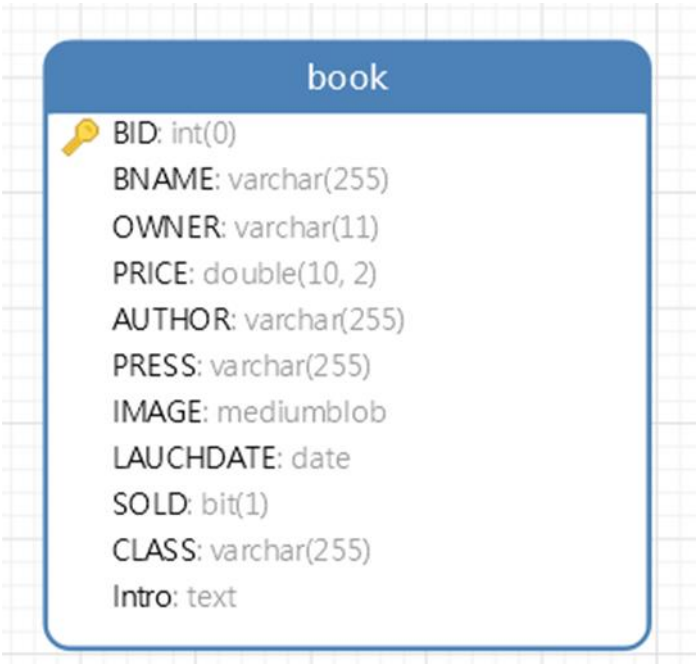 book
BID: int(0)
BNAME: varchar(255)
OWNER: varchar(11)
PRICE: double(10, 2)
AUTHOR: varchar(255)
PRESS: varchar(255)
IMAGE: mediumblob
LAUCHDATE: date
SOLD: bit(1)
CLASS: varchar(255)
Intro: text